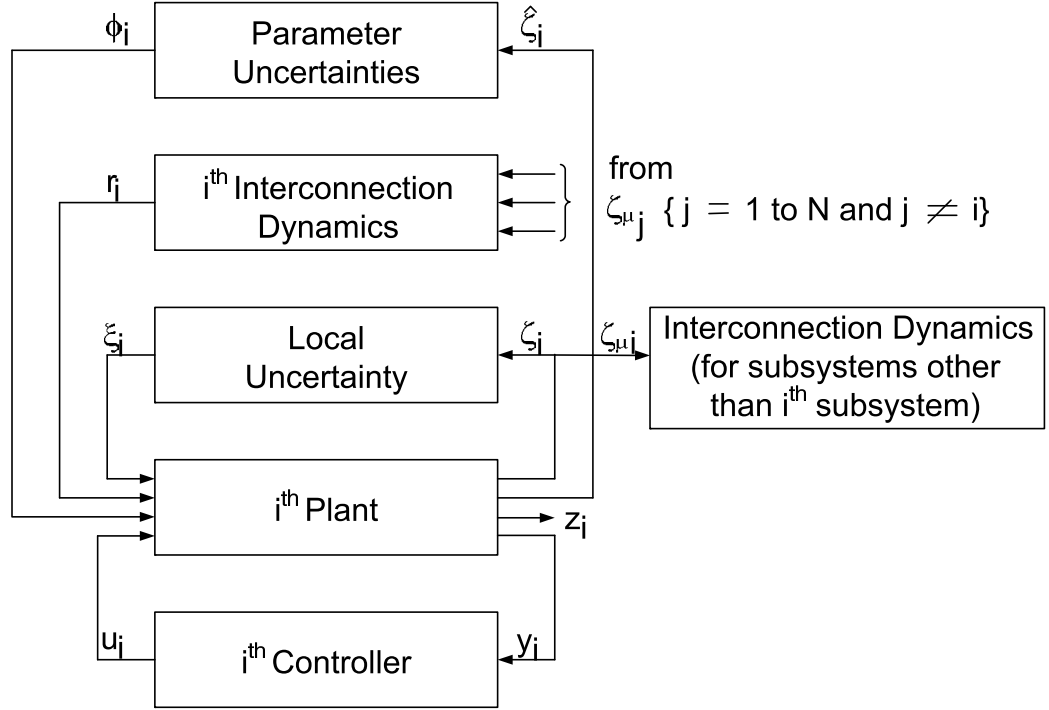 ϕi
Parameter
Uncertainties
ζ̂i
ri
iᵗʰ Interconnection
Dynamics
from
ζμj { j = 1 to N and j ≠ i}
ξi
Local
Uncertainty
ζi
ζμi
Interconnection Dynamics
(for subsystems other
than iᵗʰ subsystem)
iᵗʰ Plant
zi
ui
iᵗʰ Controller
yi